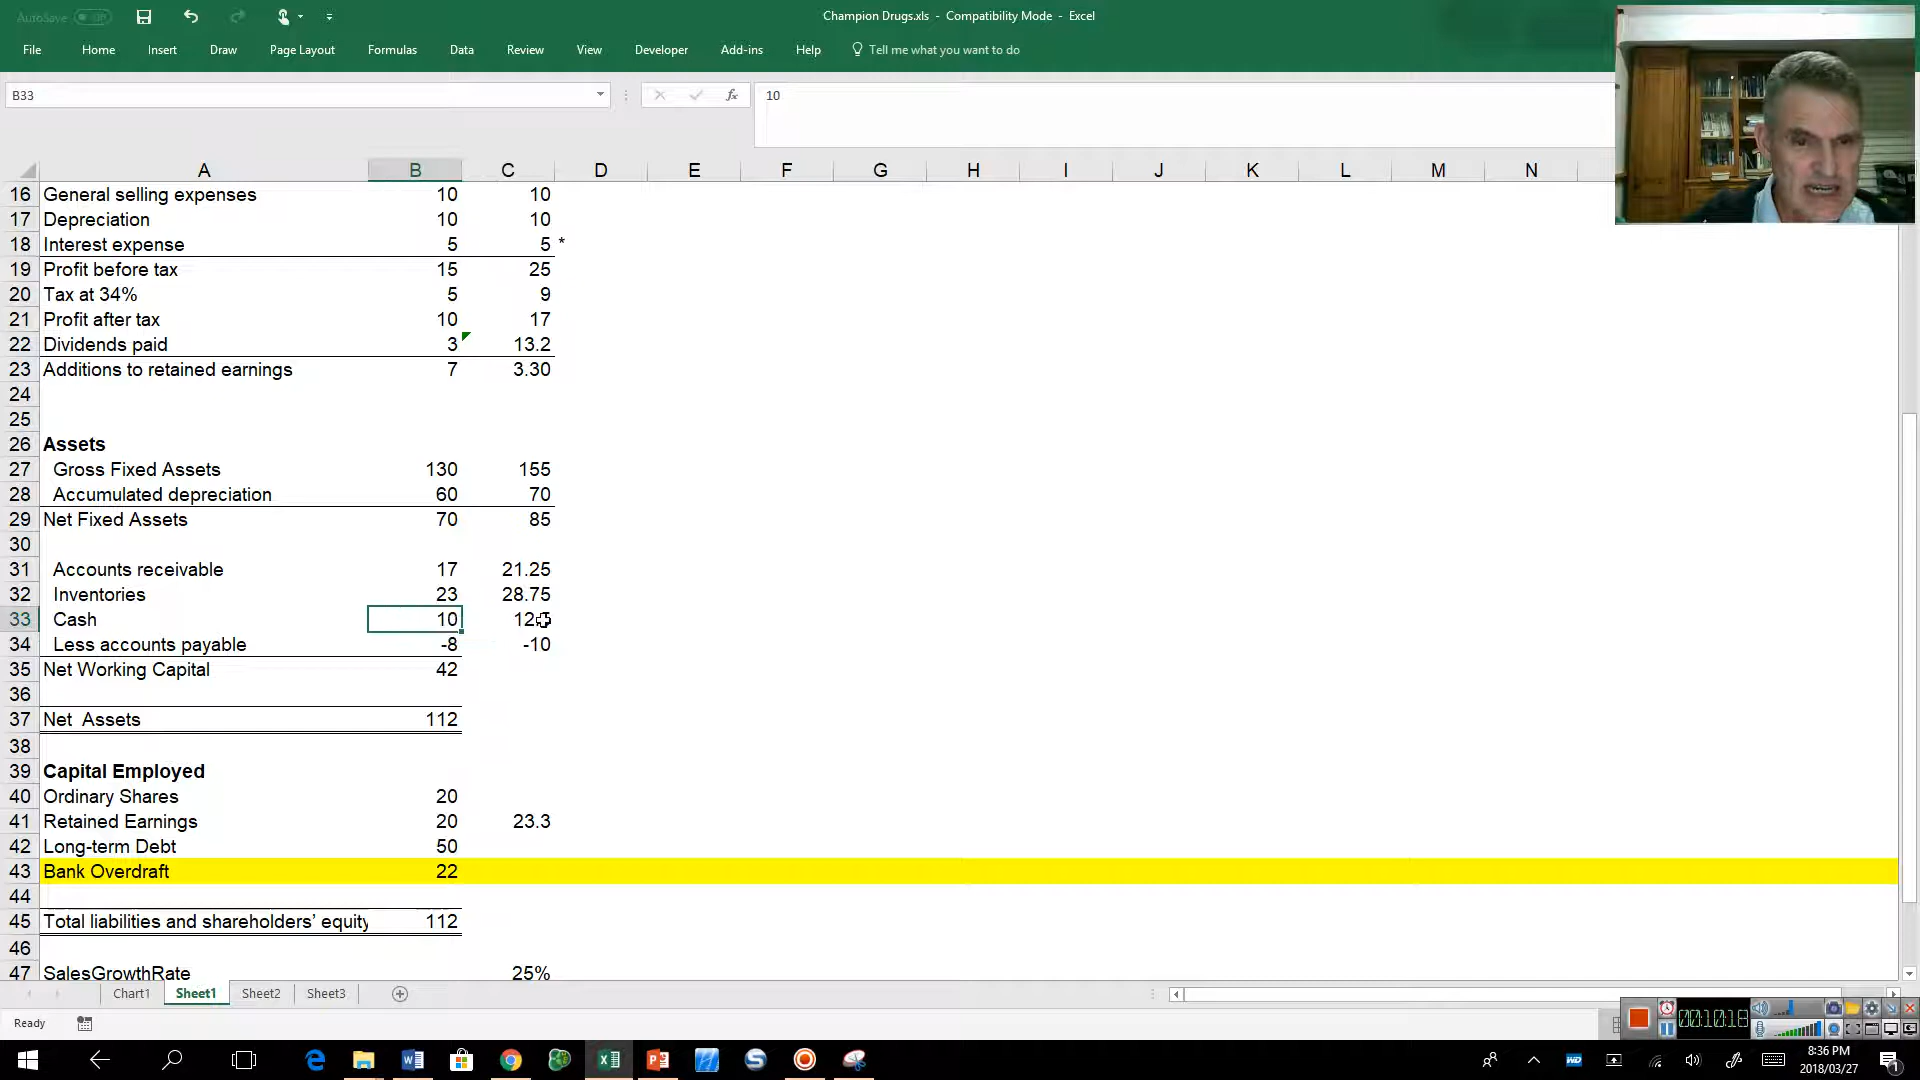 AutoSave Off
Champion Drugs.xls - Compatibility Mode - Excel
File Home Insert Draw Page Layout Formulas Data Review View Developer Add-ins Help Tell me what you want to do
B33 fx 10
A B C D E F G H I J K L M N
16 General selling expenses 10 10
17 Depreciation 10 10
18 Interest expense 5 5 *
19 Profit before tax 15 25
20 Tax at 34% 5 9
21 Profit after tax 10 17
22 Dividends paid 3 13.2
23 Additions to retained earnings 7 3.30
24
25
26 Assets
27 Gross Fixed Assets 130 155
28 Accumulated depreciation 60 70
29 Net Fixed Assets 70 85
30
31 Accounts receivable 17 21.25
32 Inventories 23 28.75
33 Cash 10
34 Less accounts payable -8 -10
35 Net Working Capital 42
36
37 Net Assets 112
38
39 Capital Employed
40 Ordinary Shares 20
41 Retained Earnings 20 23.3
42 Long-term Debt 50
43 Bank Overdraft 22
44
45 Total liabilities and shareholders’ equity 112
46
47 SalesGrowthRate 25%
Chart1 Sheet1 Sheet2 Sheet3
Ready
00:10:18
8:36 PM
2018/03/27